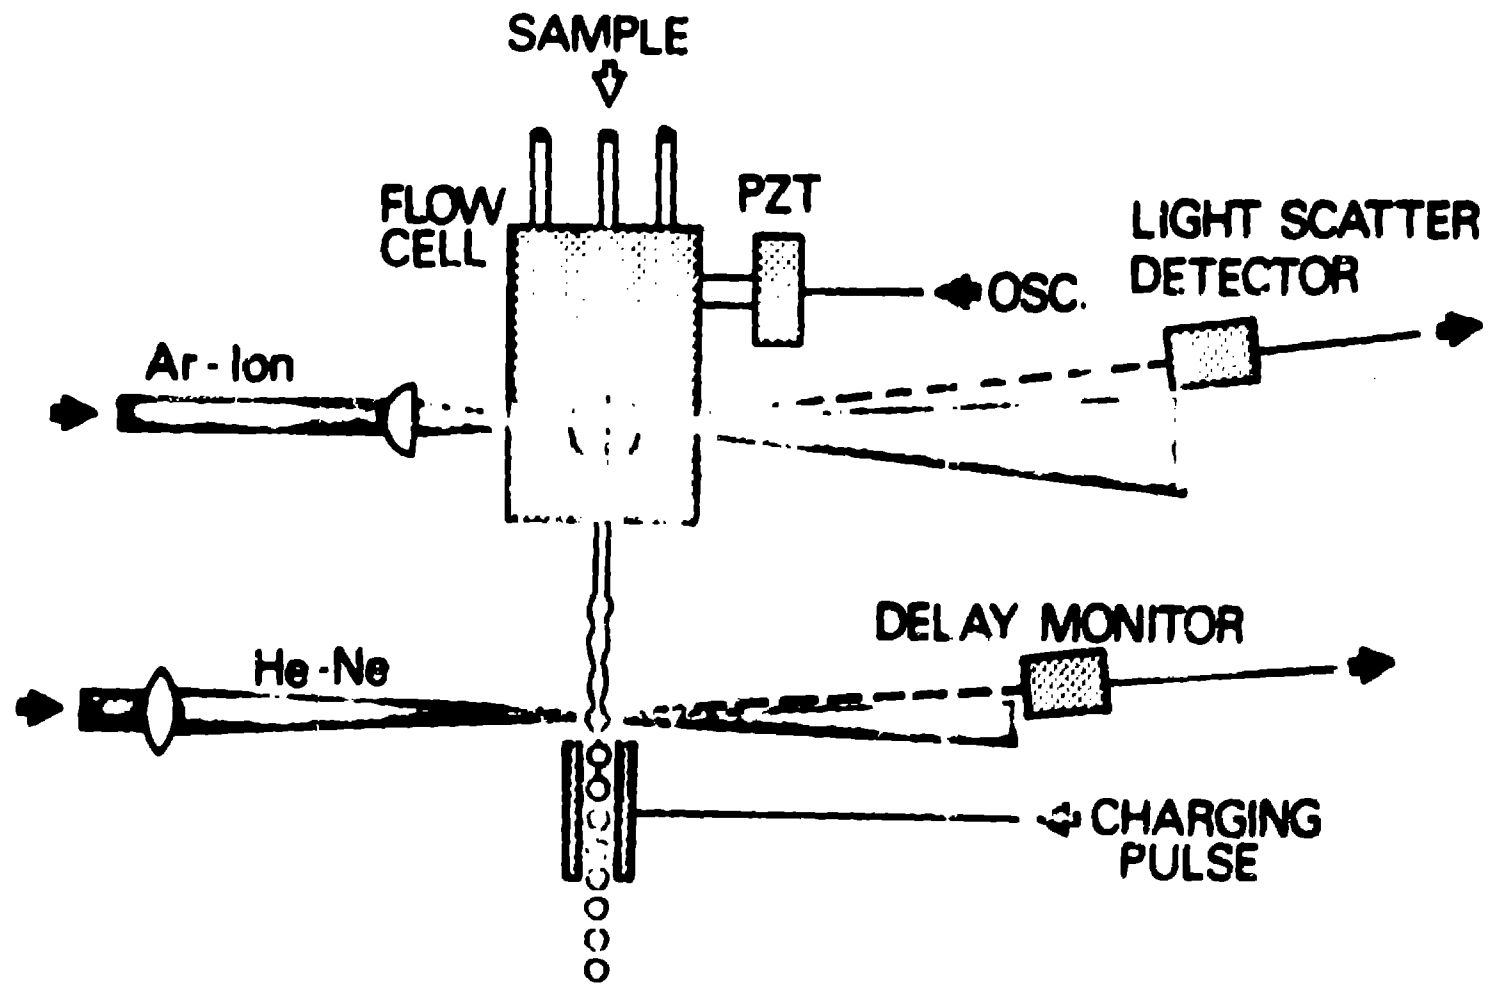 SAMPLE
FLOW
CELL
PZT
LIGHT SCATTER
DETECTOR
OSC.
Ar-Ion
DELAY MONITOR
He-Ne
CHARGING
PULSE